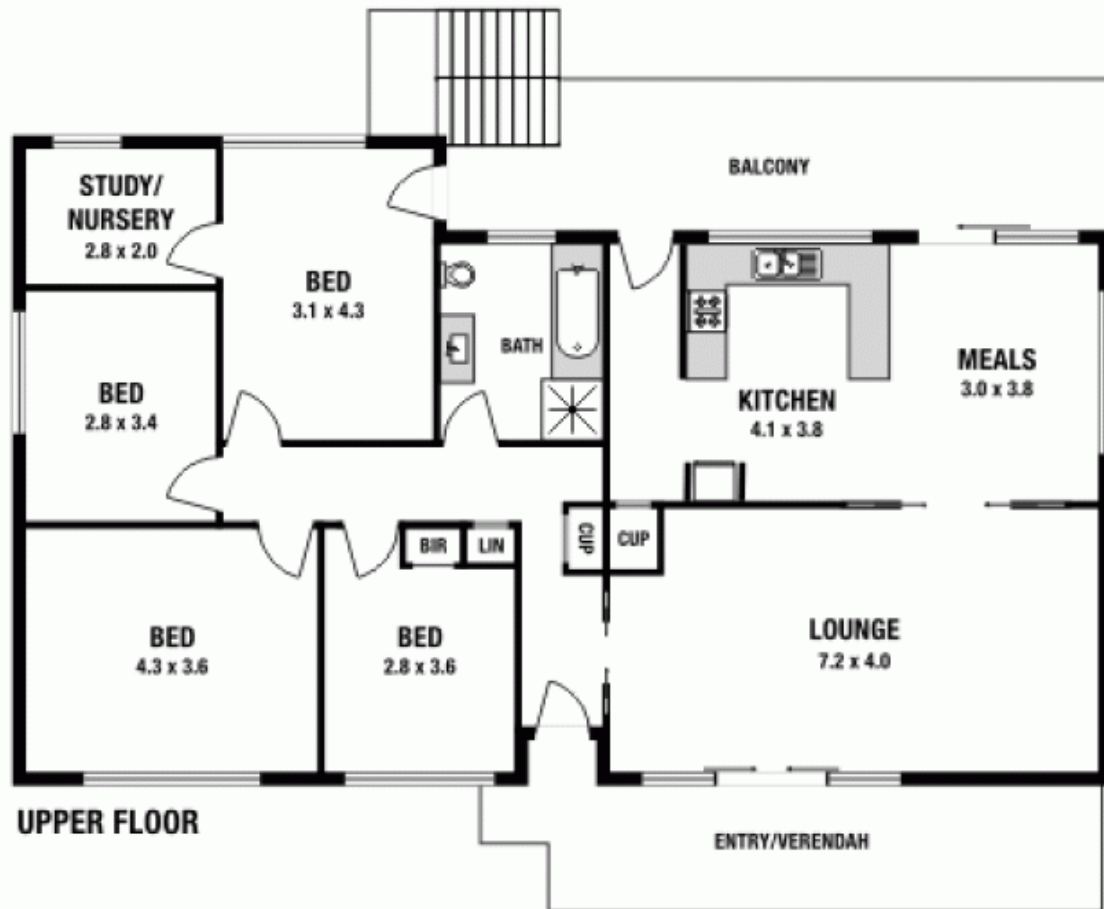 BALCONY
STUDY/
NURSERY
2.8 x 2.0
BED
3.1 x 4.3
BATH
MEALS
3.0 x 3.8
BED
2.8 x 3.4
KITCHEN
4.1 x 3.8
BIR
LIN
CUP
CUP
BED
4.3 x 3.6
BED
2.8 x 3.6
LOUNGE
7.2 x 4.0
UPPER FLOOR
ENTRY/VERENDAH